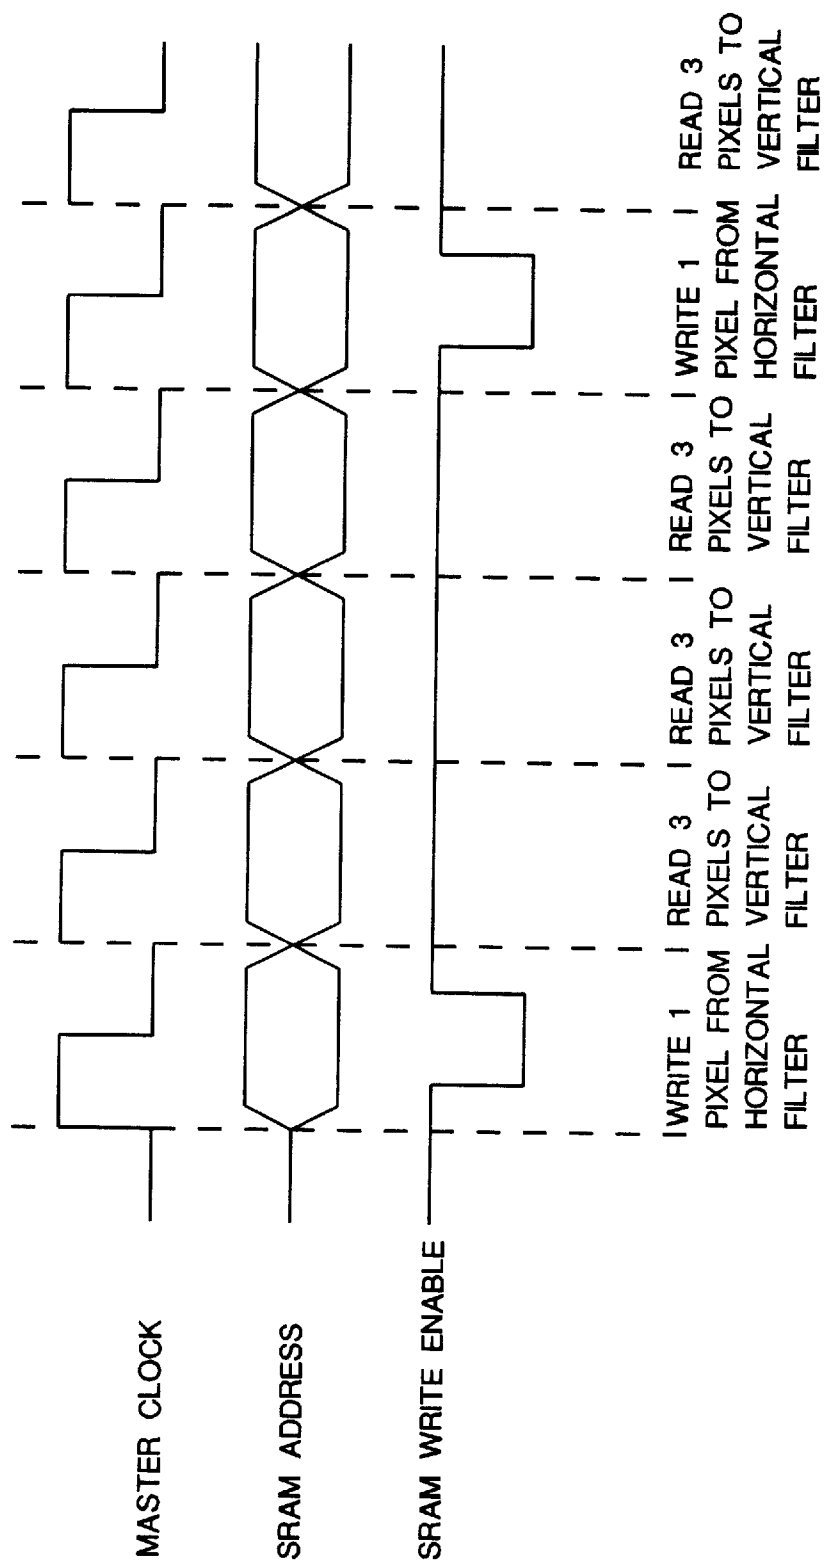 MASTER CLOCK
SRAM ADDRESS
SRAM WRITE ENABLE
WRITE 1
PIXEL FROM
HORIZONTAL
FILTER
READ 3
PIXELS TO
VERTICAL
FILTER
READ 3
PIXELS TO
VERTICAL
FILTER
READ 3
PIXELS TO
VERTICAL
FILTER
WRITE 1
PIXEL FROM
HORIZONTAL
FILTER
READ 3
PIXELS TO
VERTICAL
FILTER